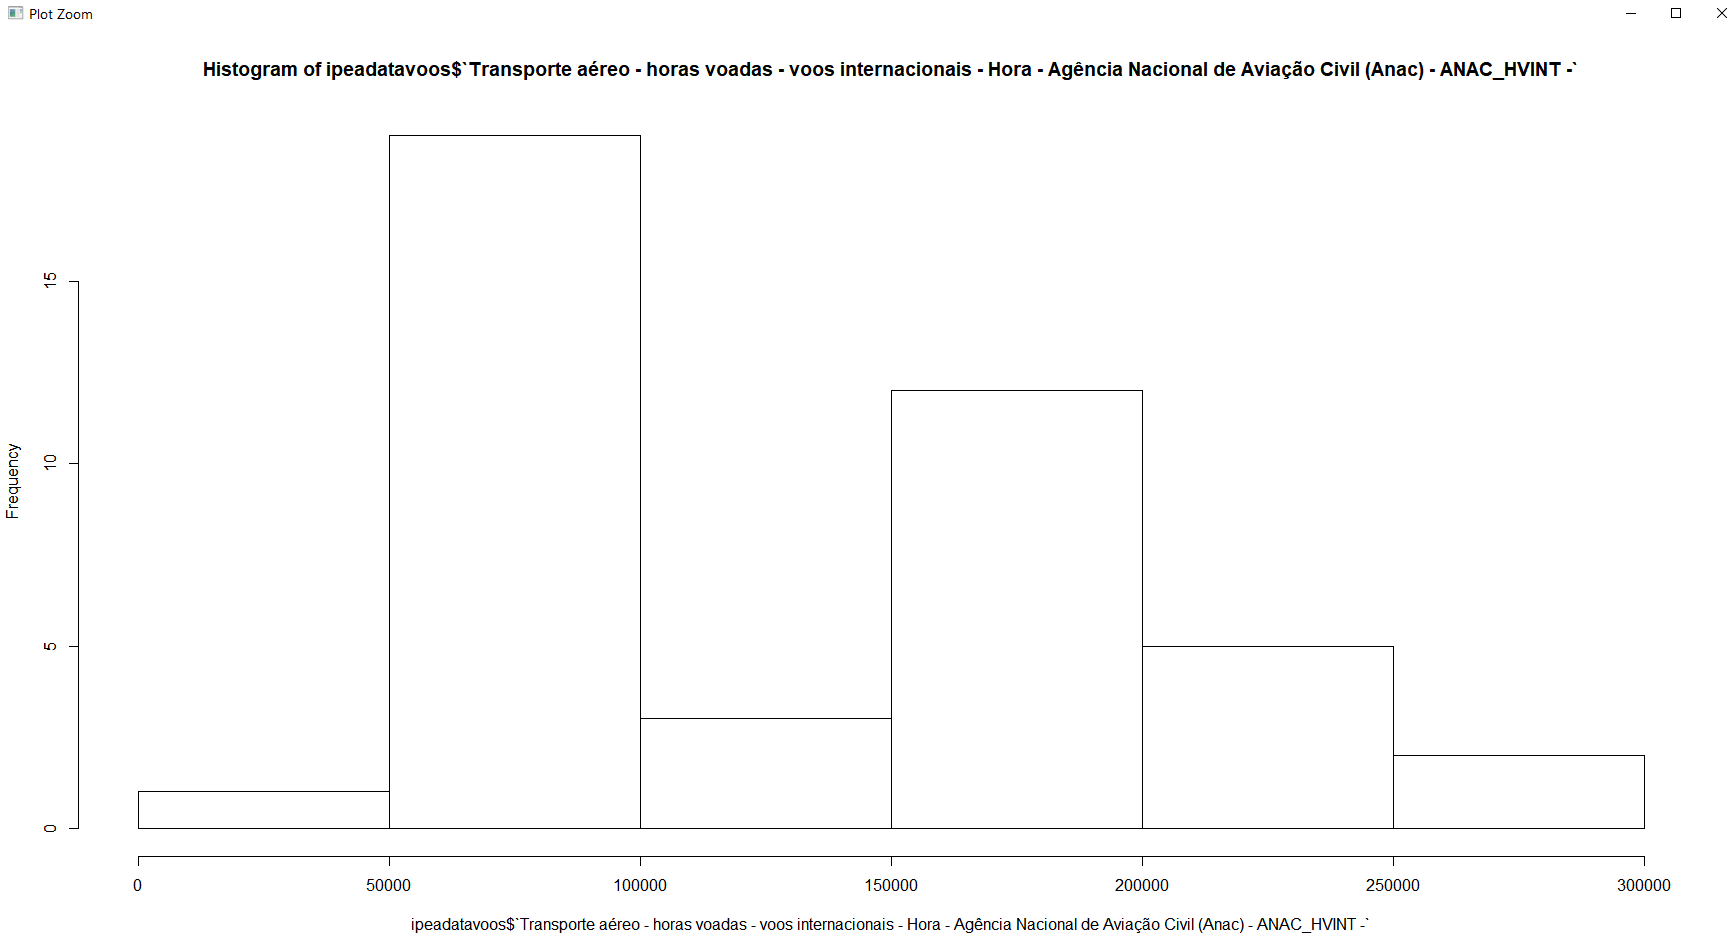 Plot Zoom
Histogram of ipeadatavoos$`Transporte aéreo - horas voadas - voos internacionais - Hora - Agência Nacional de Aviação Civil (Anac) - ANAC_HVINT -`
15
10
5
0
Frequency
0 50000 100000 150000 200000 250000 300000
ipeadatavoos$`Transporte aéreo - horas voadas - voos internacionais - Hora - Agência Nacional de Aviação Civil (Anac) - ANAC_HVINT -`